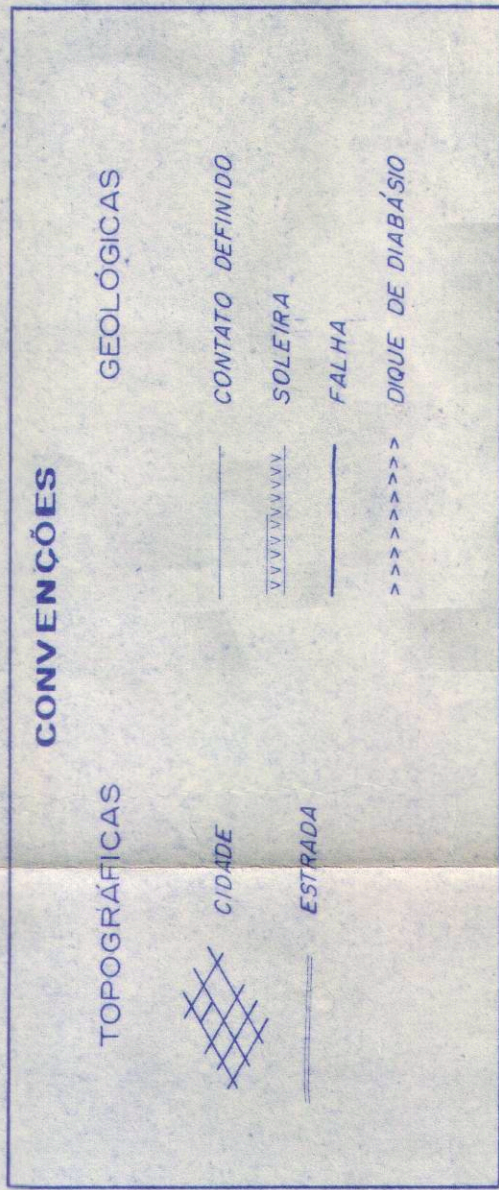 CONVENÇÕES
TOPOGRÁFICAS
CIDADE
ESTRADA
GEOLÓGICAS
CONTATO DEFINIDO
SOLEIRA
FALHA
DIQUE DE DIABÁSIO